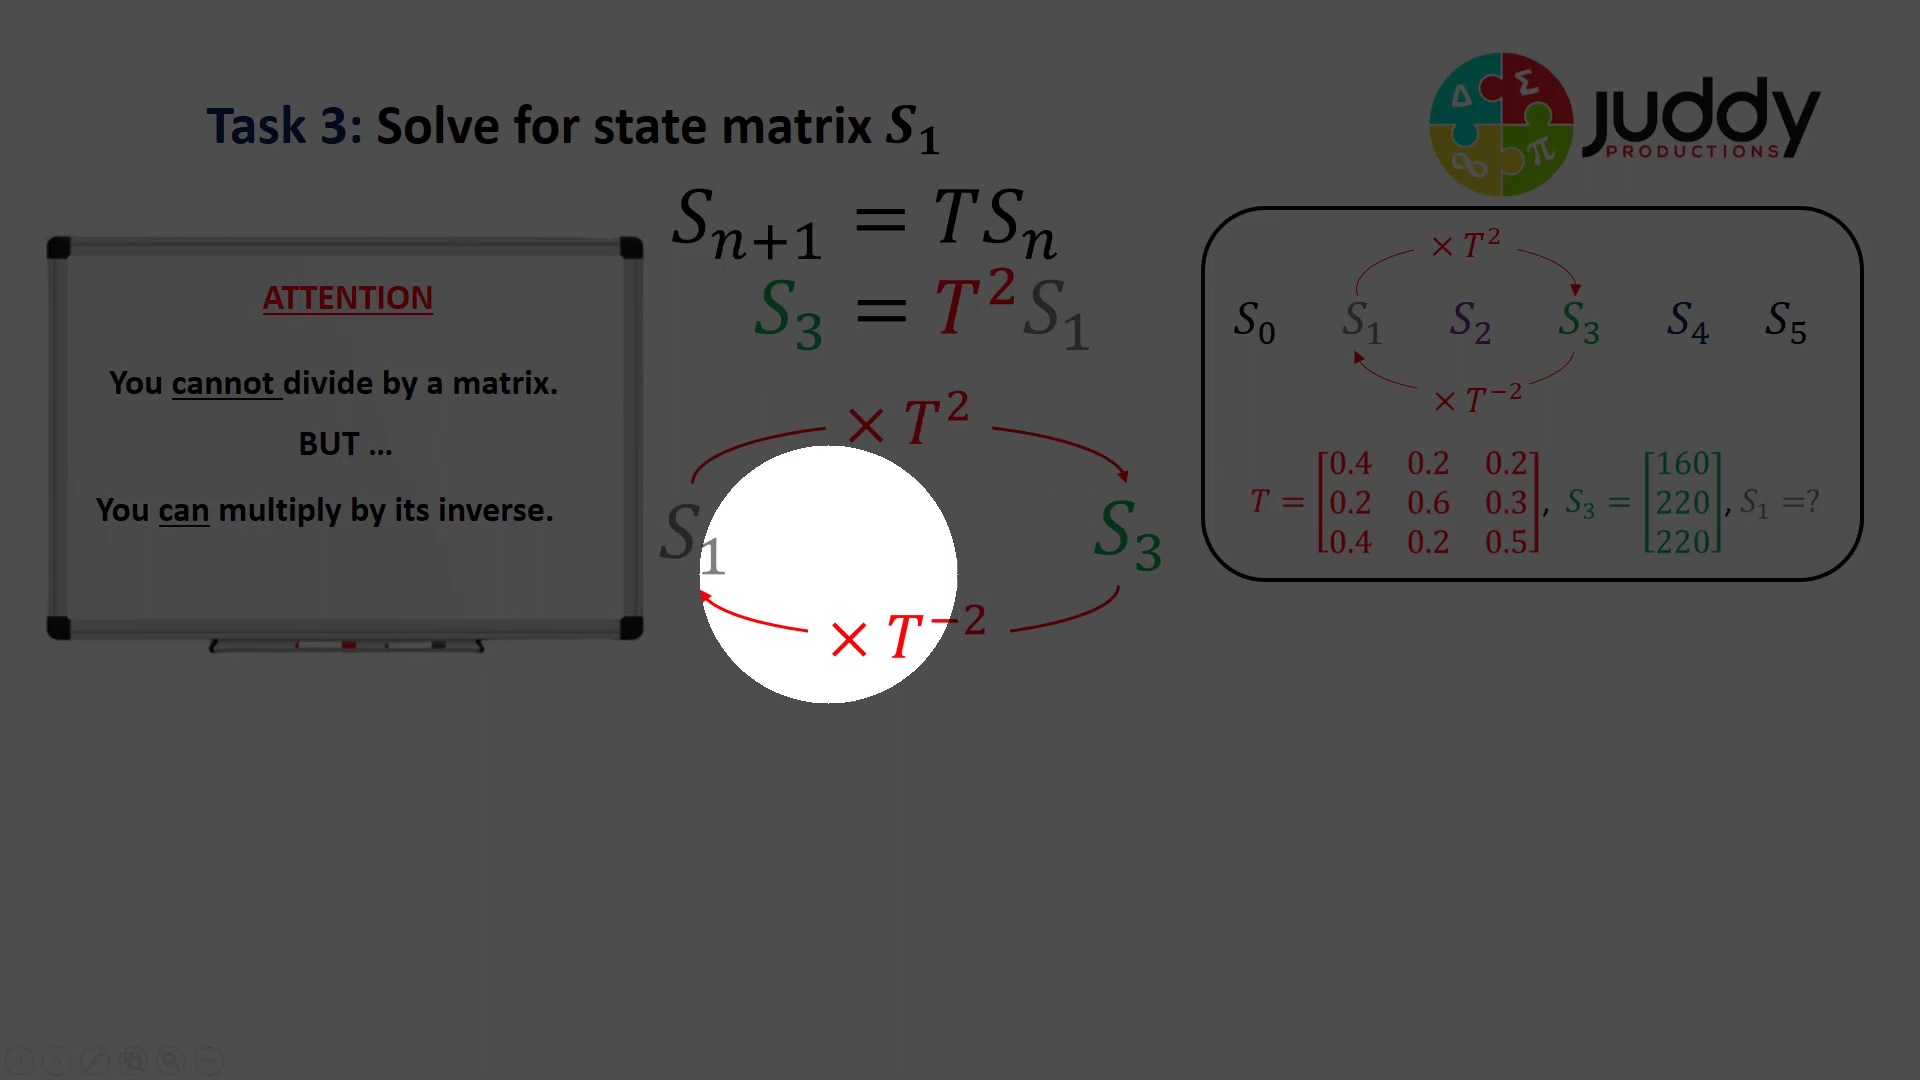 Task 3: Solve for state matrix S₁
Δ Σ ∞ π
juddy
PRODUCTIONS
Sₙ₊₁ = TSₙ
S₃ = T²S₁
ATTENTION
You cannot divide by a matrix.
BUT ...
You can multiply by its inverse.
× T²
S₁ S₃
× T⁻²
× T²
S₀ S₁ S₂ S₃ S₄ S₅
× T⁻²
T = [0.4 0.2 0.2
0.2 0.6 0.3
0.4 0.2 0.5], S₃ = [160
220
220], S₁ =?